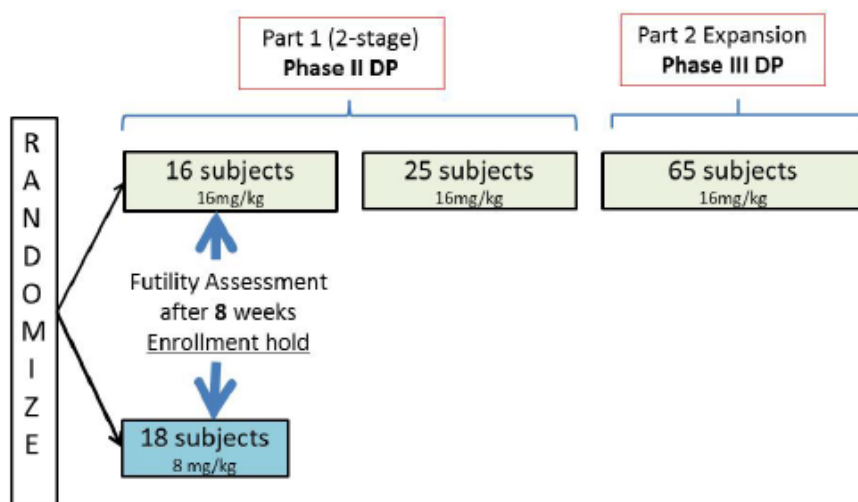 Part 1 (2-stage)
Phase II DP
Part 2 Expansion
Phase III DP
RANDOMIZE
16 subjects
16mg/kg
25 subjects
16mg/kg
65 subjects
16mg/kg
Futility Assessment
after 8 weeks
Enrollment hold
18 subjects
8 mg/kg